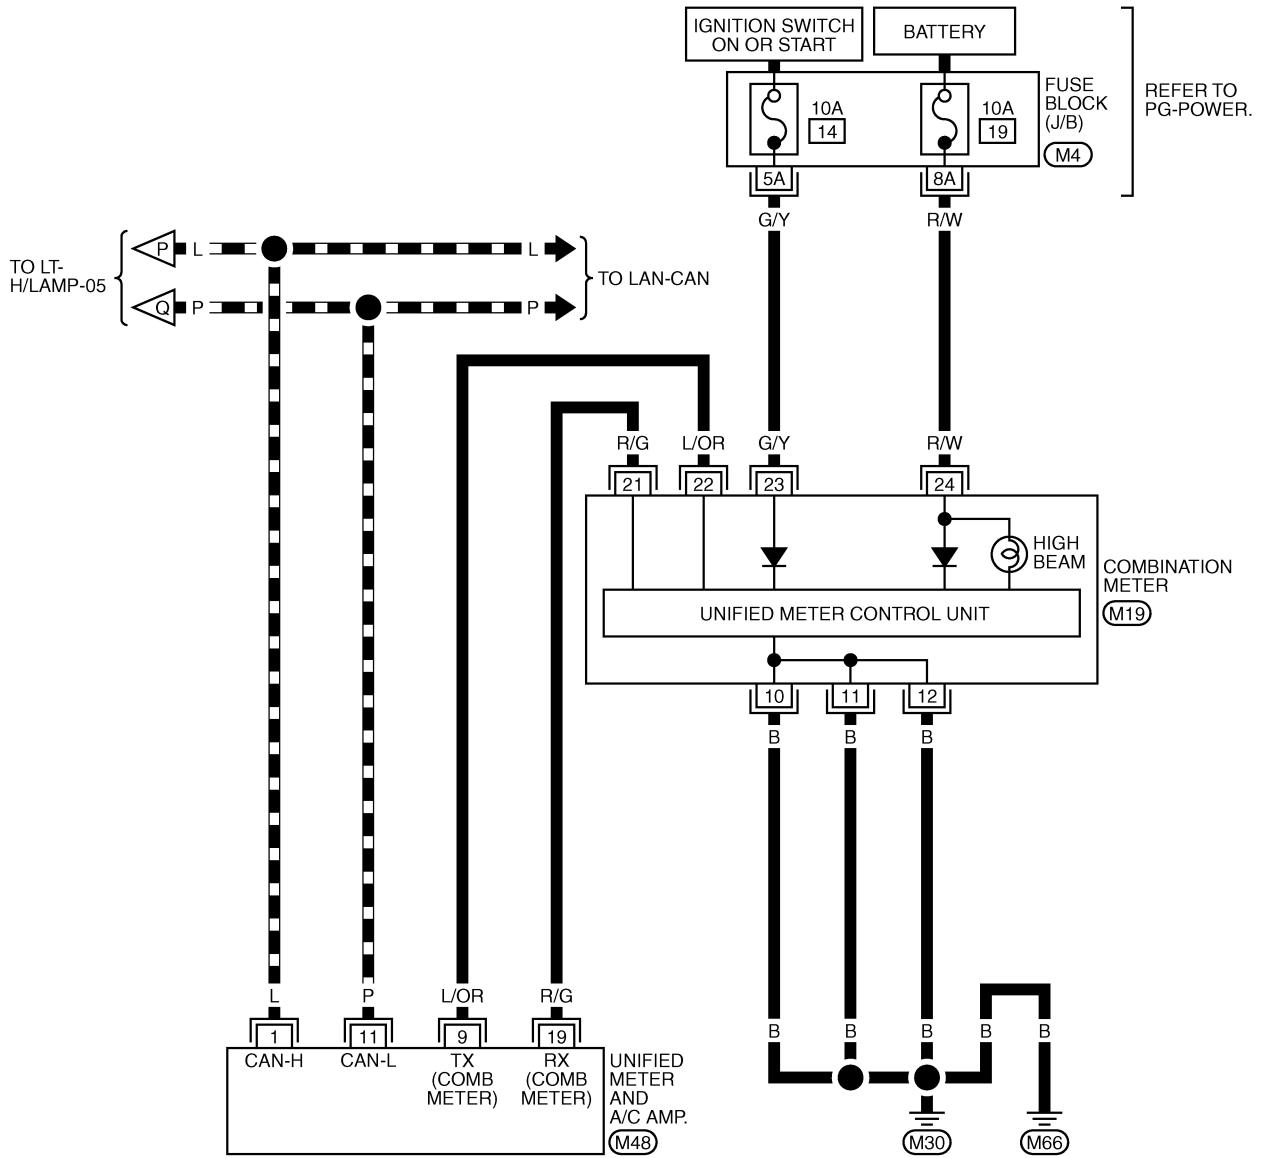 IGNITION SWITCH
ON OR START
BATTERY
10A
14
10A
19
FUSE
BLOCK
(J/B)
M4
REFER TO
PG-POWER.
5A
8A
G/Y
R/W
TO LT-
H/LAMP-05
P
L
L
Q
P
P
TO LAN-CAN
R/G
L/OR
G/Y
R/W
21
22
23
24
HIGH
BEAM
COMBINATION
METER
M19
UNIFIED METER CONTROL UNIT
10
11
12
B
B
B
L
P
L/OR
R/G
B
B
B
B
B
1
11
9
19
CAN-H
CAN-L
TX
(COMB
METER)
RX
(COMB
METER)
UNIFIED
METER
AND
A/C AMP.
M48
M30
M66